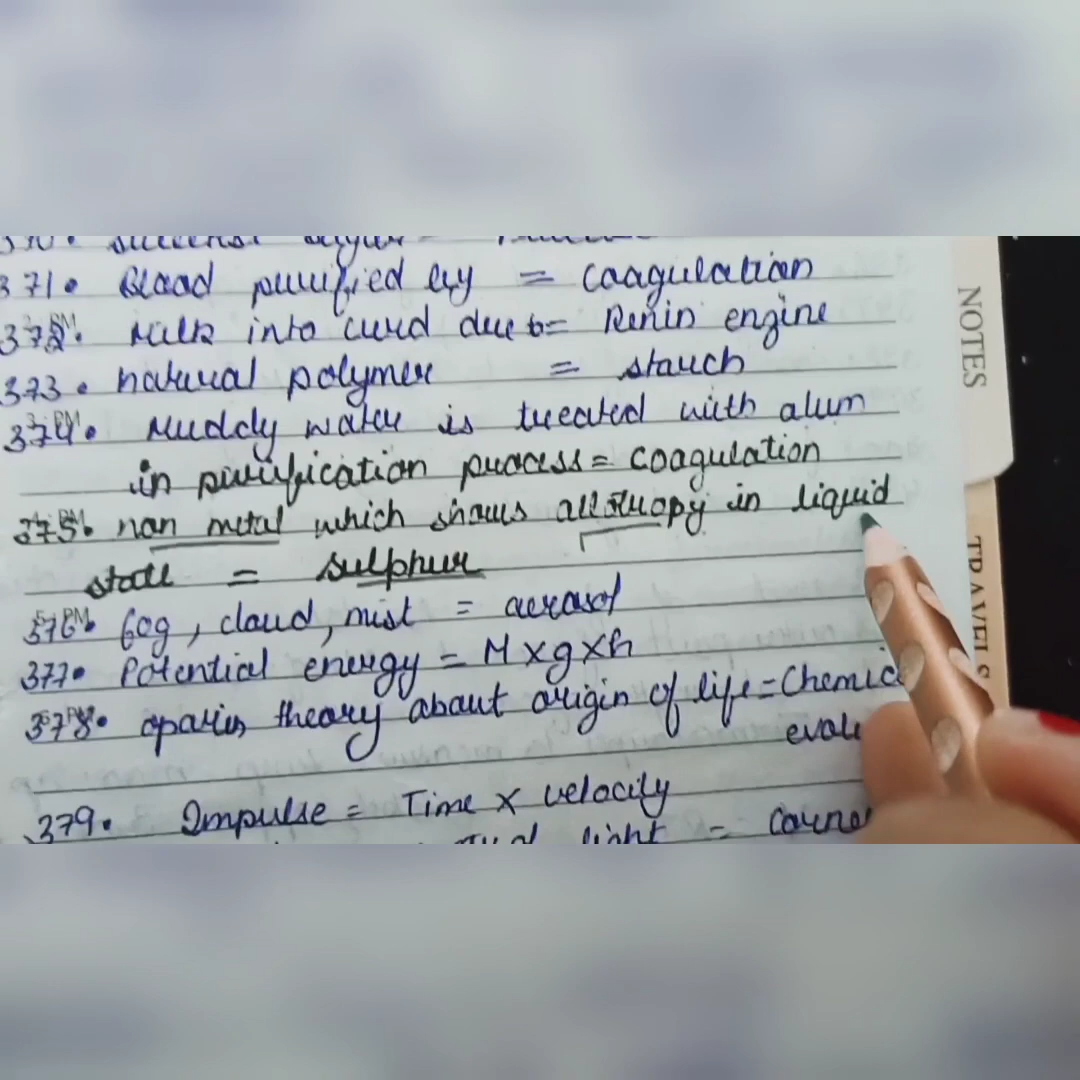 371. Blood purified by = Coagulation
372. Milk into curd due to = Renin engine
373. natural polymer = starch
374. Muddy water is treated with alum
in purification process = coagulation
375. non metal which shows allotropy in liquid
state = sulphur
376. fog, cloud, mist = aerosol
377. Potential energy = M x g x h
378. oparin theory about origin of life = Chemic
evolu
379. Impulse = Time x velocity
light =
NOTES
TRAVELS